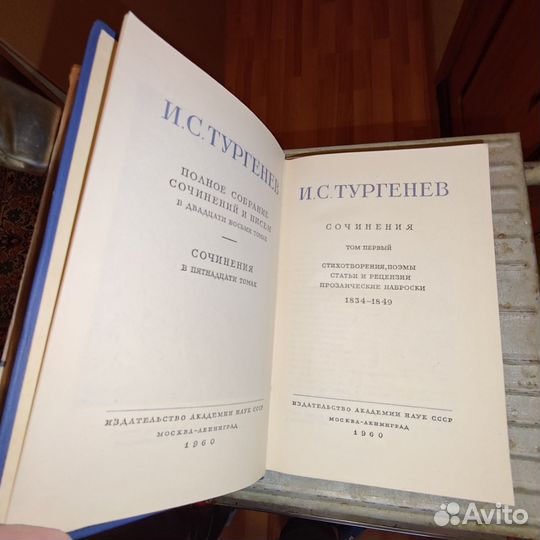 И.С.ТУРГЕНЕВ
ПОЛНОЕ СОБРАНИЕ
СОЧИНЕНИЙ И ПИСЕМ
В ДВАДЦАТИ ВОСЬМИ ТОМАХ
СОЧИНЕНИЯ
В ПЯТНАДЦАТИ ТОМАХ
ИЗДАТЕЛЬСТВО АКАДЕМИИ НАУК СССР
МОСКВА-ЛЕНИНГРАД
1960
И.С.ТУРГЕНЕВ
СОЧИНЕНИЯ
ТОМ ПЕРВЫЙ
СТИХОТВОРЕНИЯ, ПОЭМЫ
СТАТЬИ И РЕЦЕНЗИИ
ПРОЗАИЧЕСКИЕ НАБРОСКИ
1834-1849
ИЗДАТЕЛЬСТВО АКАДЕМИИ НАУК СССР
МОСКВА-ЛЕНИНГРАД
1960
Avito